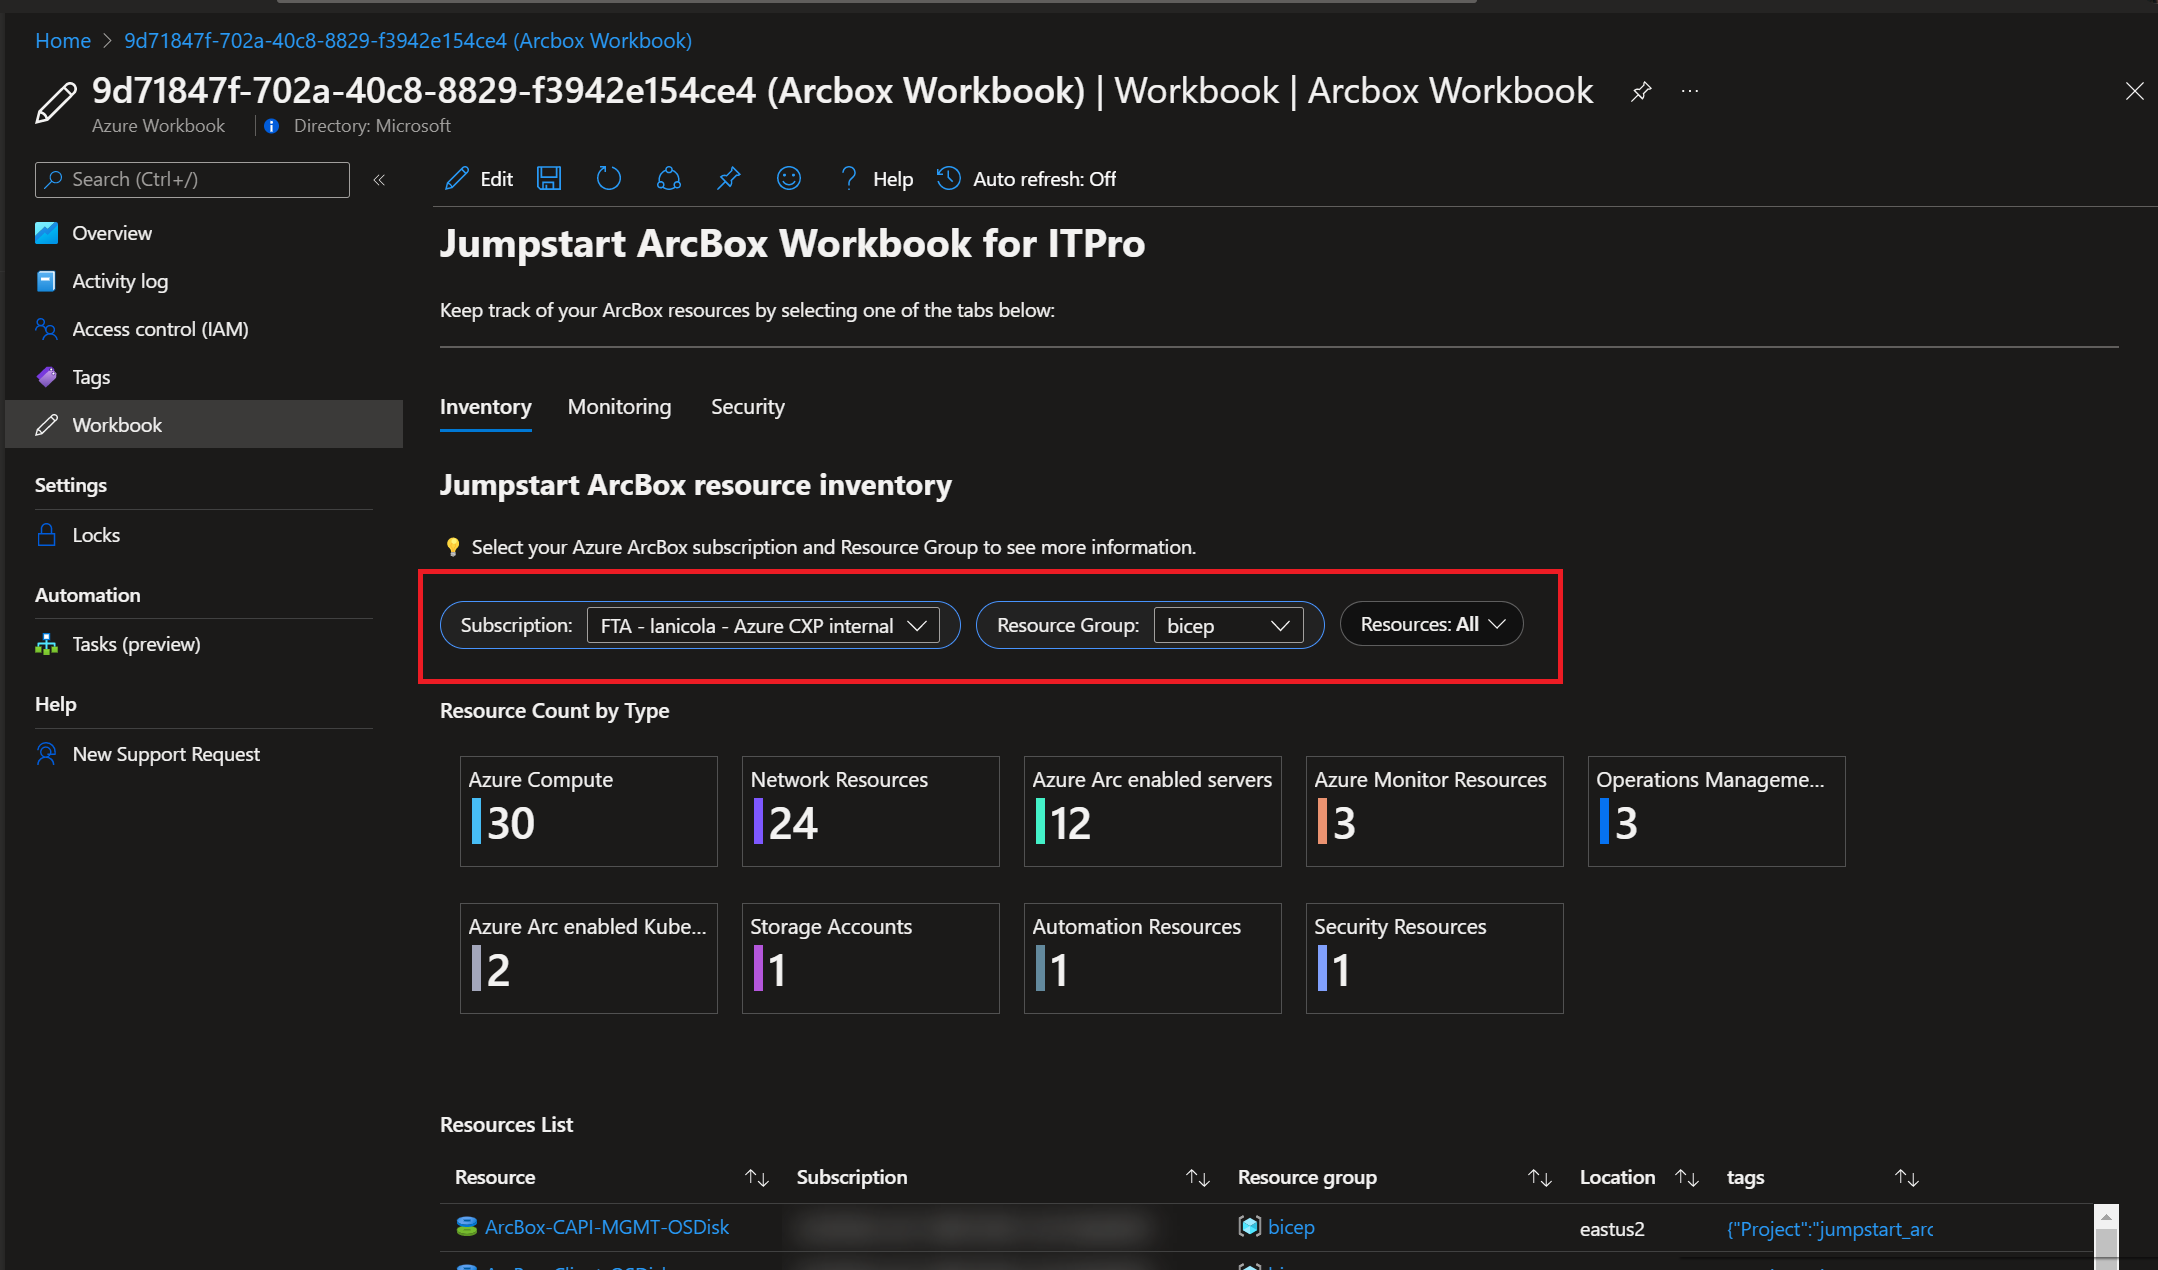 Home > 9d71847f-702a-40c8-8829-f3942e154ce4 (Arcbox Workbook)
9d71847f-702a-40c8-8829-f3942e154ce4 (Arcbox Workbook) | Workbook | Arcbox Workbook ...
Azure Workbook | Directory: Microsoft
Search (Ctrl+/) «
Overview
Activity log
Access control (IAM)
Tags
Workbook
Settings
Locks
Automation
Tasks (preview)
Help
New Support Request
Edit ? Help Auto refresh: Off
Jumpstart ArcBox Workbook for ITPro
Keep track of your ArcBox resources by selecting one of the tabs below:
Inventory Monitoring Security
Jumpstart ArcBox resource inventory
Select your Azure ArcBox subscription and Resource Group to see more information.
Subscription: FTA - lanicola - Azure CXP internal Resource Group: bicep Resources: All
Resource Count by Type
Azure Compute
30
Network Resources
24
Azure Arc enabled servers
12
Azure Monitor Resources
3
Operations Manageme...
3
Azure Arc enabled Kube...
2
Storage Accounts
1
Automation Resources
1
Security Resources
1
Resources List
Resource ↑↓ Subscription ↑↓ Resource group ↑↓ Location ↑↓ tags ↑↓
ArcBox-CAPI-MGMT-OSDisk bicep eastus2 {"Project":"jumpstart_arc